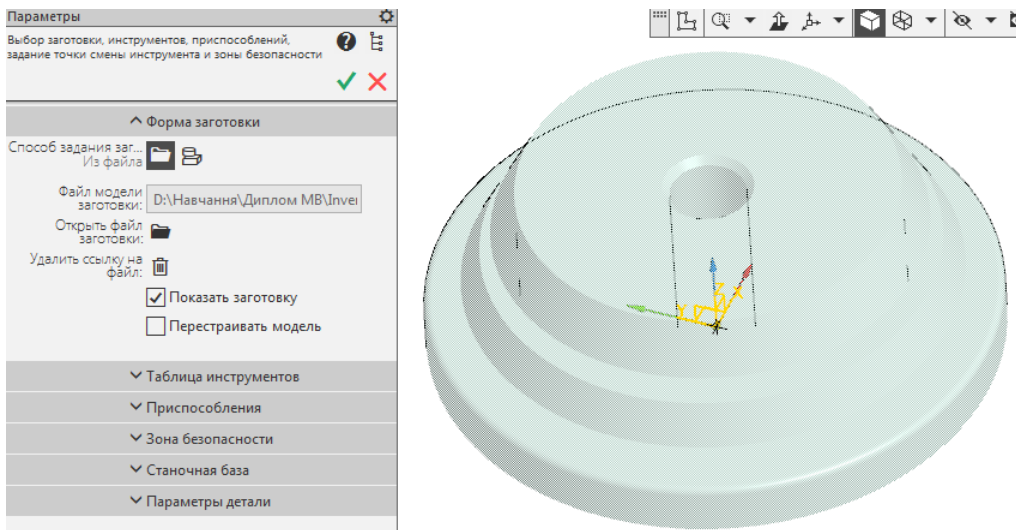 Параметры
Выбор заготовки, инструментов, приспособлений,
задание точки смены инструмента и зоны безопасности
Форма заготовки
Способ задания заг...
Из файла
Файл модели
заготовки:
D:\Навчання\Диплом МВ\Inve
Открыть файл
заготовки:
Удалить ссылку на
файл:
Показать заготовку
Перестраивать модель
Таблица инструментов
Приспособления
Зона безопасности
Станочная база
Параметры детали
Z
X
Y